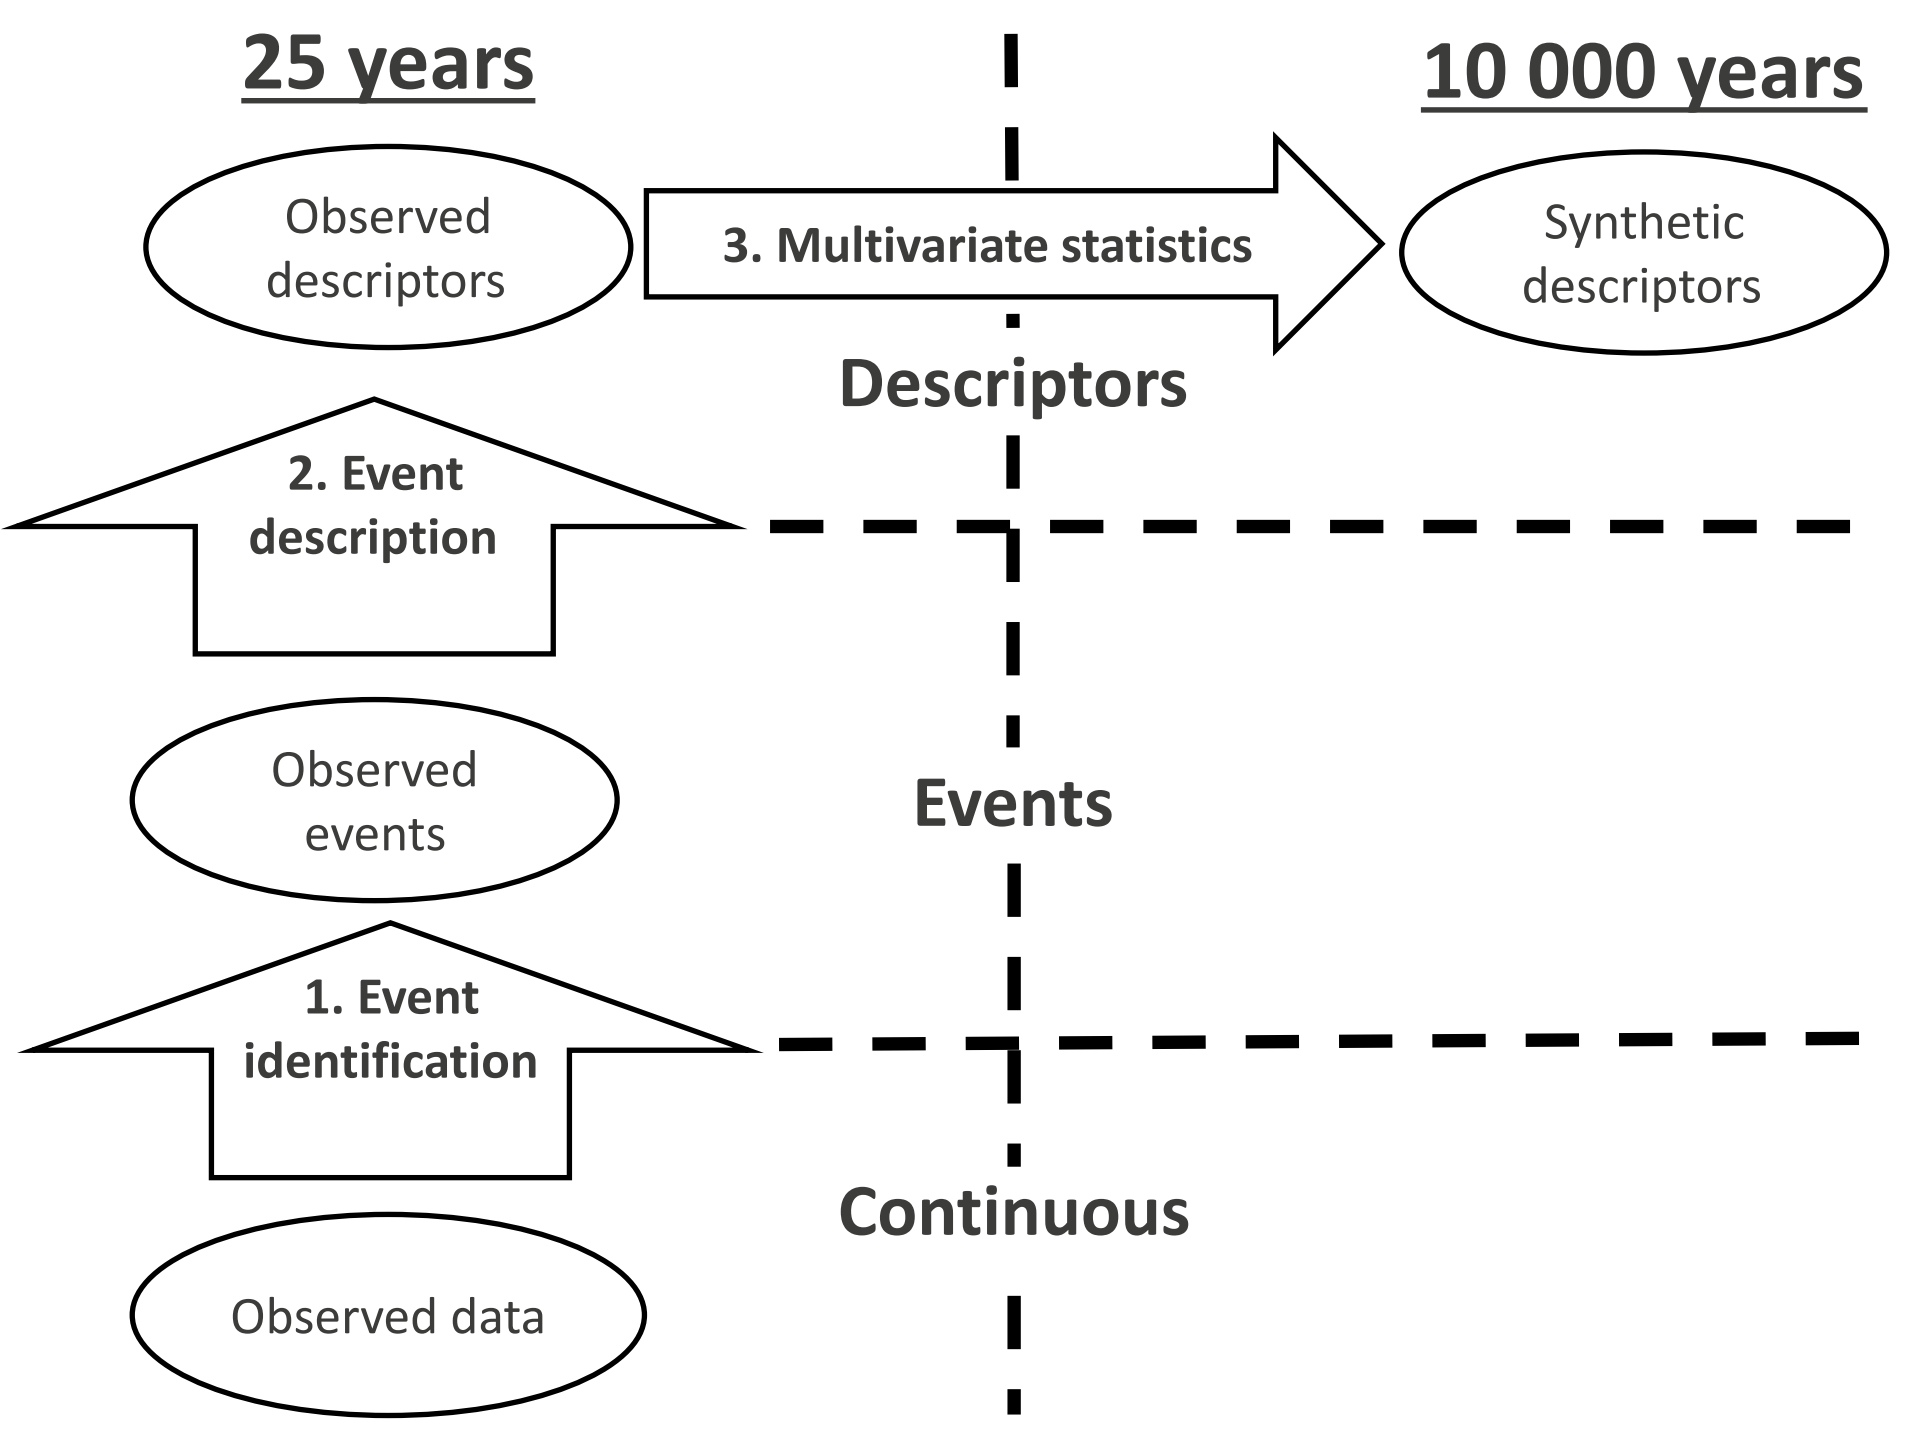 25 years
10 000 years
Observed
descriptors
3. Multivariate statistics
Synthetic
descriptors
Descriptors
2. Event
description
Observed
events
Events
1. Event
identification
Continuous
Observed data